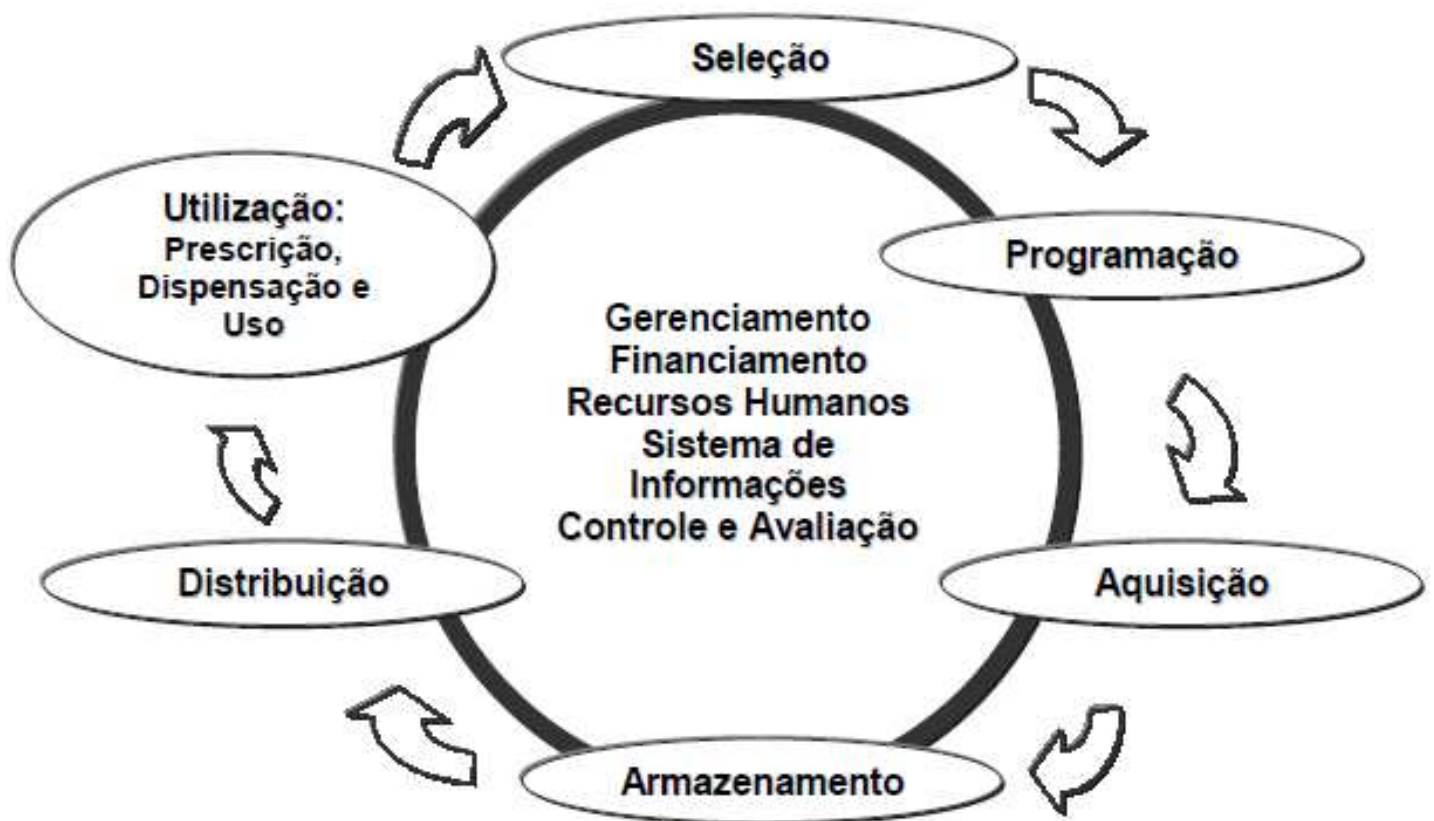 Seleção
Programação
Aquisição
Armazenamento
Distribuição
Utilização:
Prescrição,
Dispensação e
Uso
Gerenciamento
Financiamento
Recursos Humanos
Sistema de
Informações
Controle e Avaliação